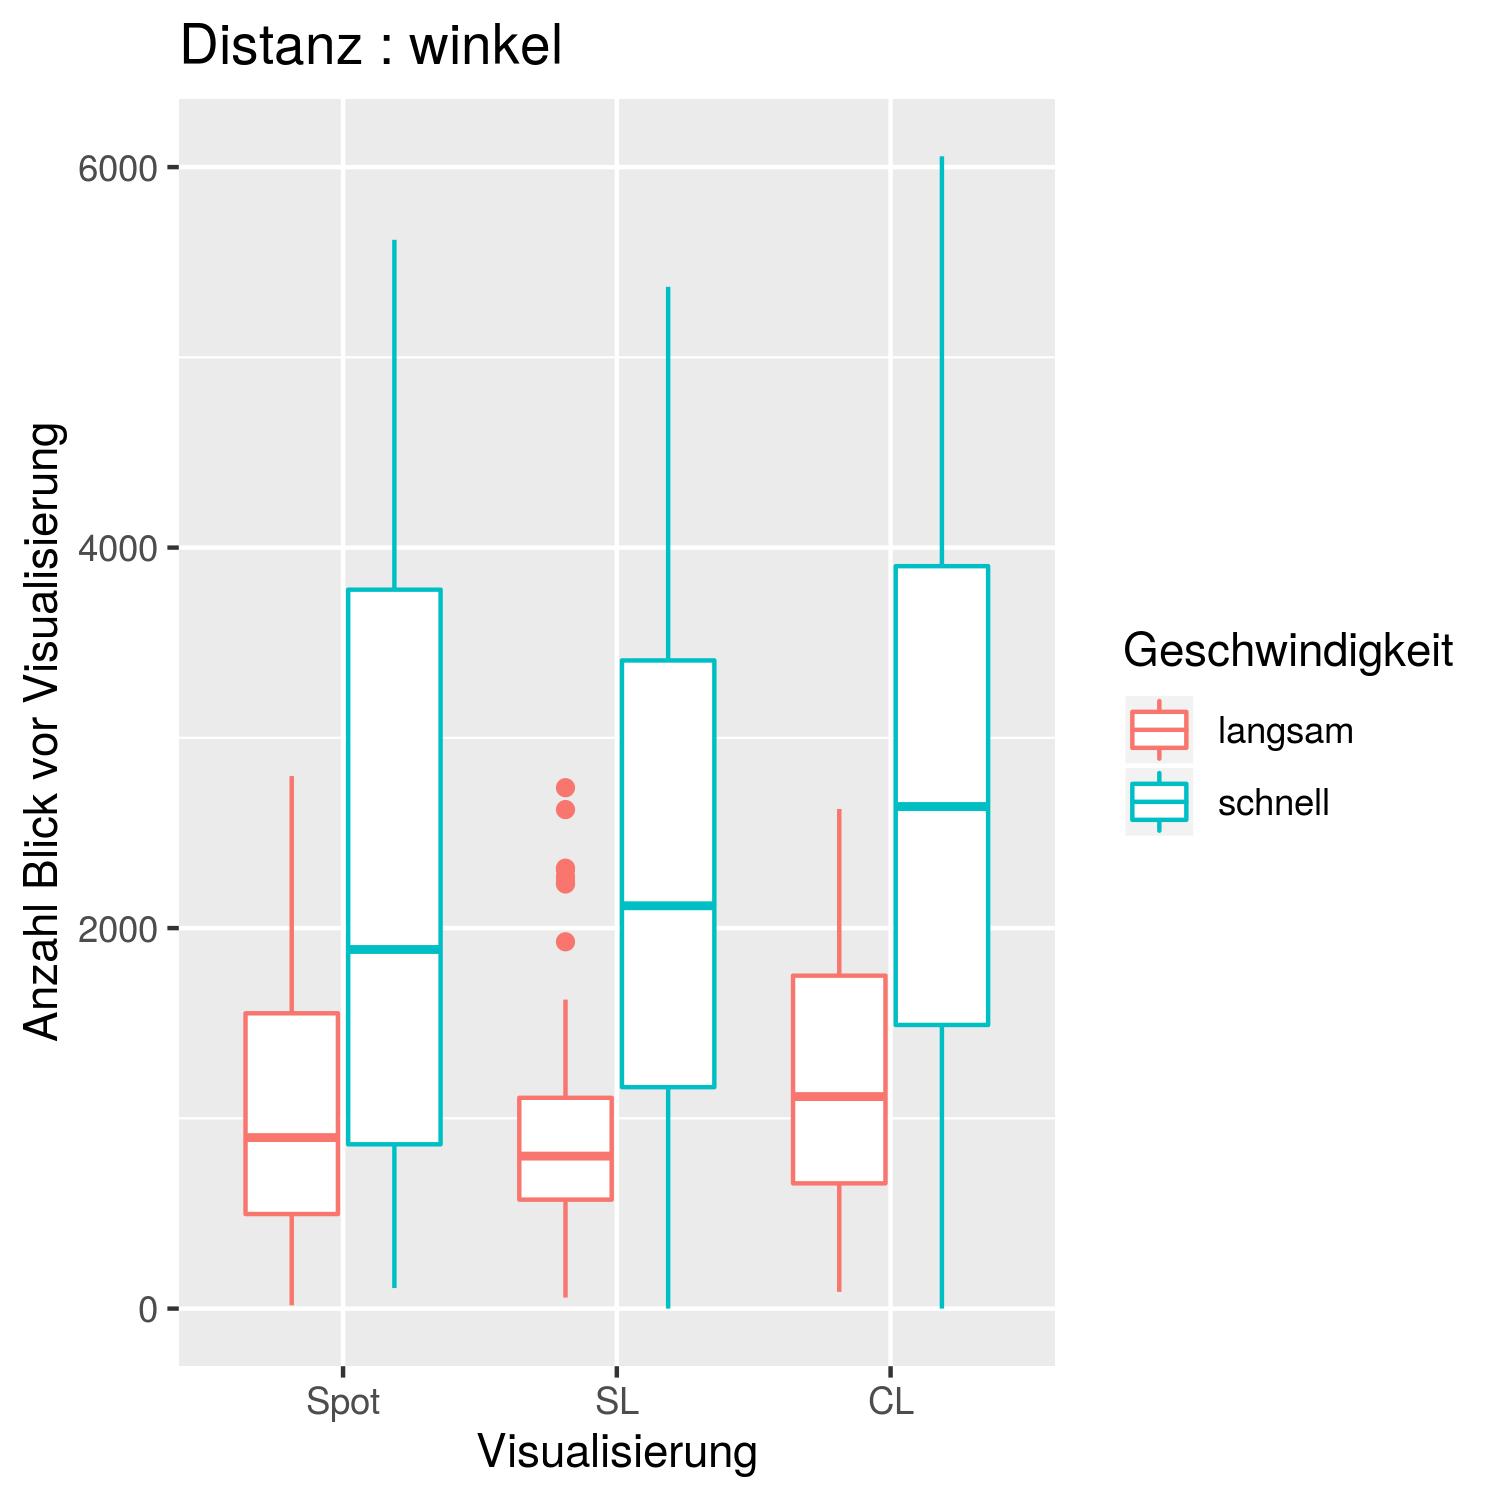 Distanz : winkel
Anzahl Blick vor Visualisierung
6000
4000
2000
0
Spot
SL
CL
Visualisierung
Geschwindigkeit
langsam
schnell